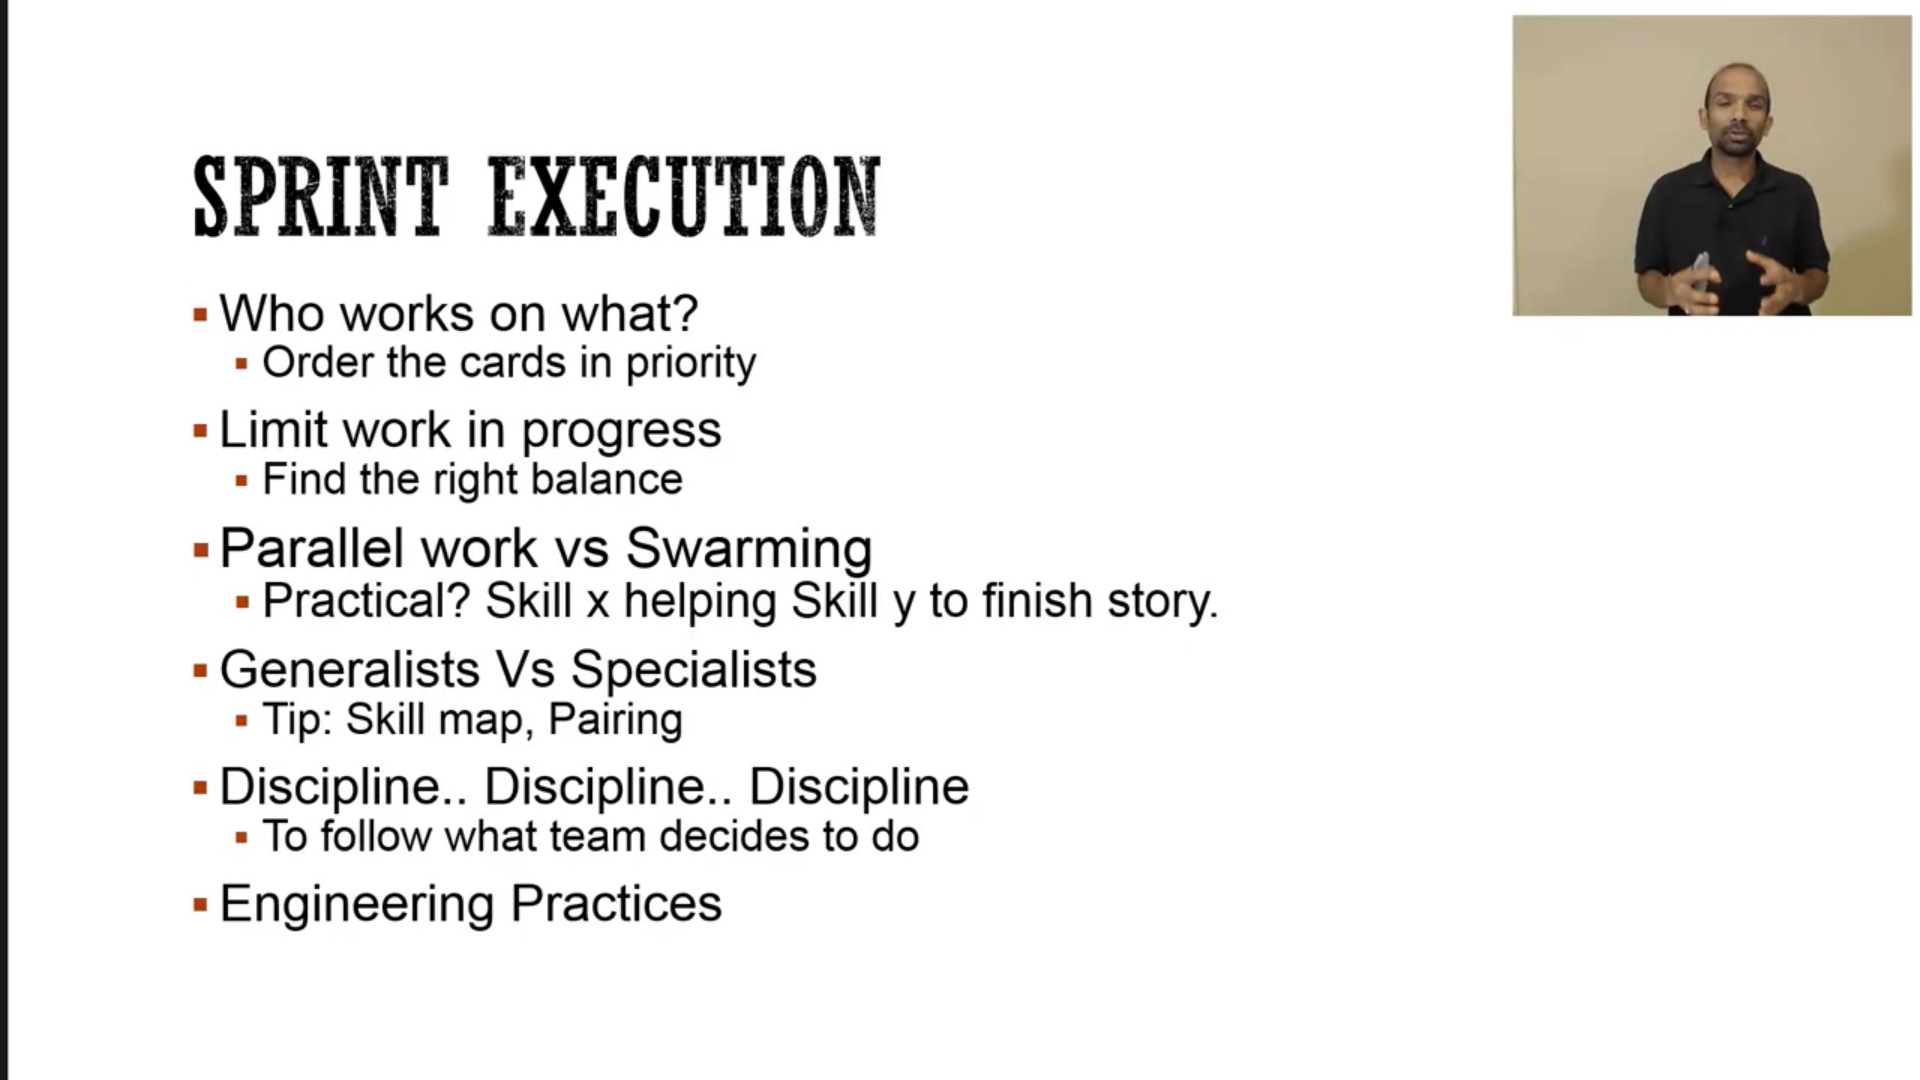 SPRINT EXECUTION
Who works on what?
Order the cards in priority
Limit work in progress
Find the right balance
Parallel work vs Swarming
Practical? Skill x helping Skill y to finish story.
Generalists Vs Specialists
Tip: Skill map, Pairing
Discipline.. Discipline.. Discipline
To follow what team decides to do
Engineering Practices